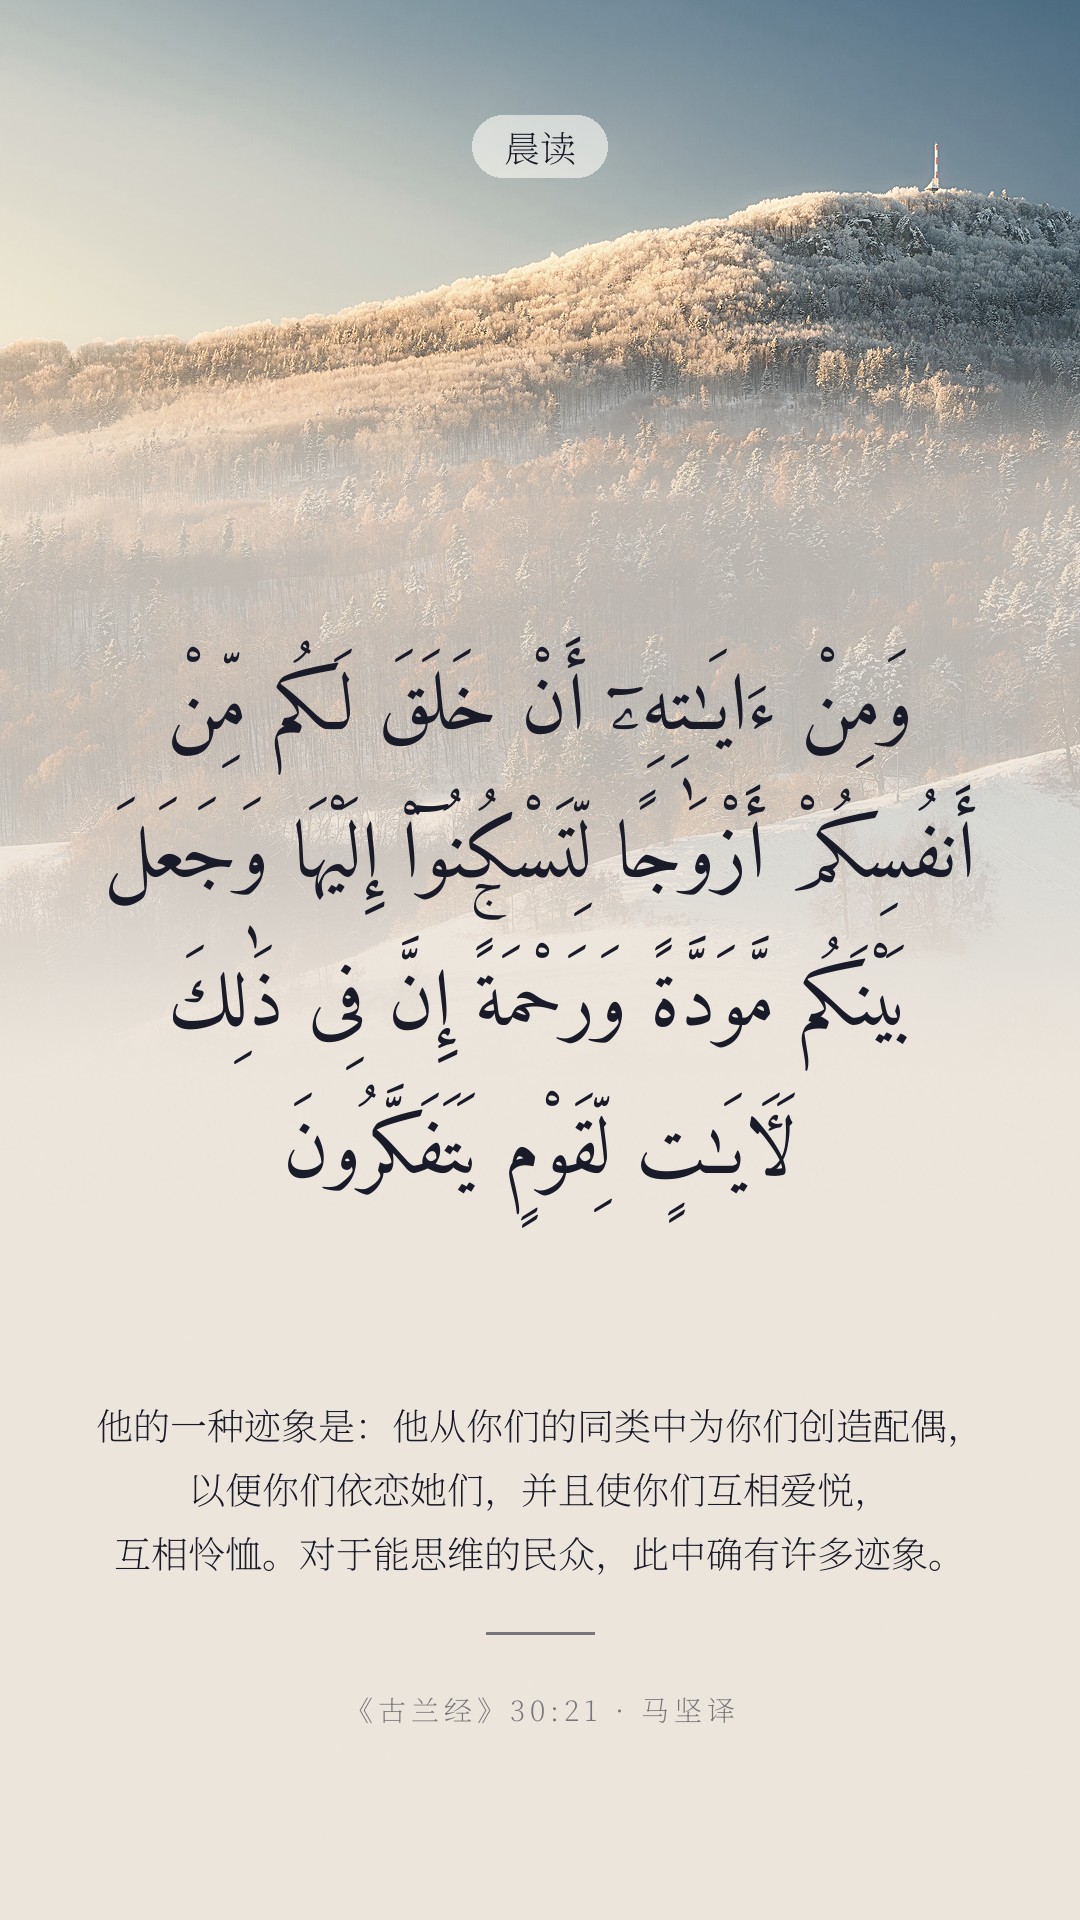 晨读
وَمِنْ ءَايَـٰتِهِۦٓ أَنْ خَلَقَ لَكُم مِّنْ
أَنفُسِكُمْ أَزْوَٰجًا لِّتَسْكُنُوٓا۟ إِلَيْهَا وَجَعَلَ
بَيْنَكُم مَّوَدَّةً وَرَحْمَةً ۚ إِنَّ فِى ذَٰلِكَ
لَـَٔايَـٰتٍ لِّقَوْمٍ يَتَفَكَّرُونَ
他的一种迹象是：他从你们的同类中为你们创造配偶，
以便你们依恋她们，并且使你们互相爱悦，
互相怜恤。对于能思维的民众，此中确有许多迹象。
《古兰经》30:21 · 马坚译